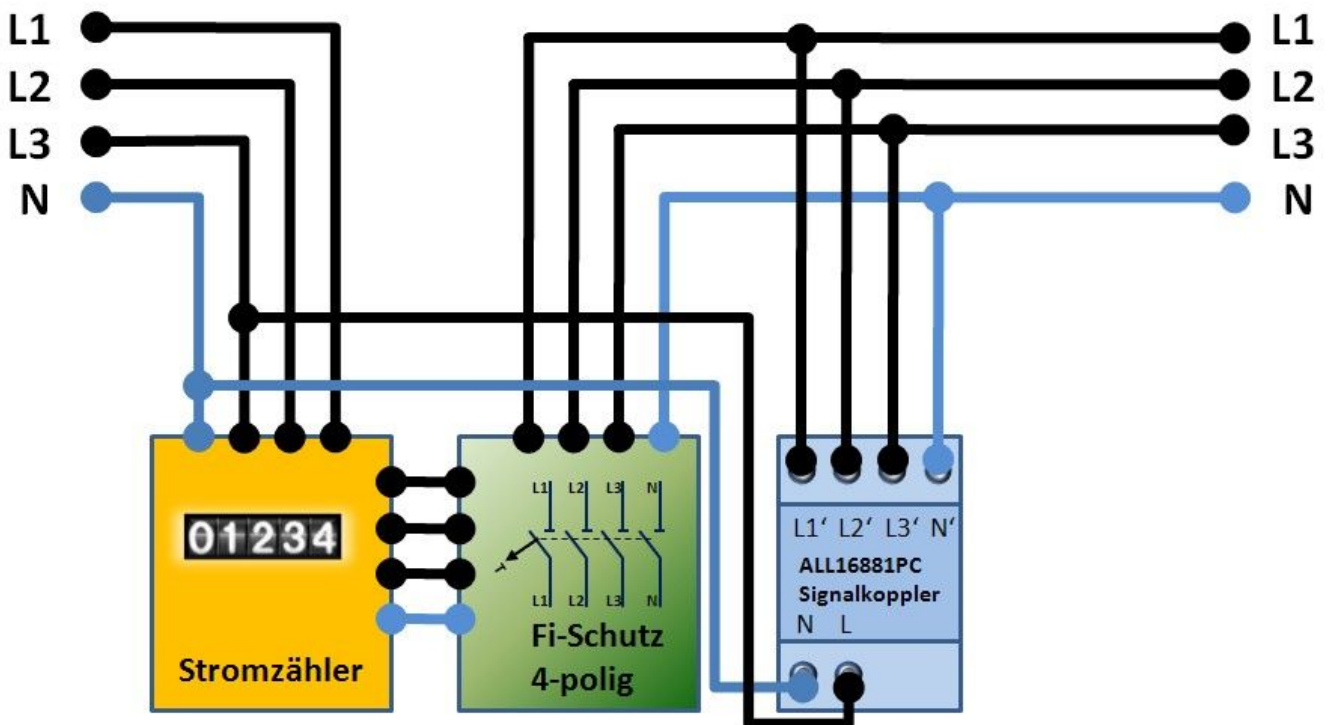 L1
L2
L3
N
L1
L2
L3
N
01234
Stromzähler
L1 L2 L3 N
T
L1 L2 L3 N
Fi-Schutz
4-polig
L1‘ L2‘ L3‘ N‘
ALL16881PC
Signalkoppler
N L